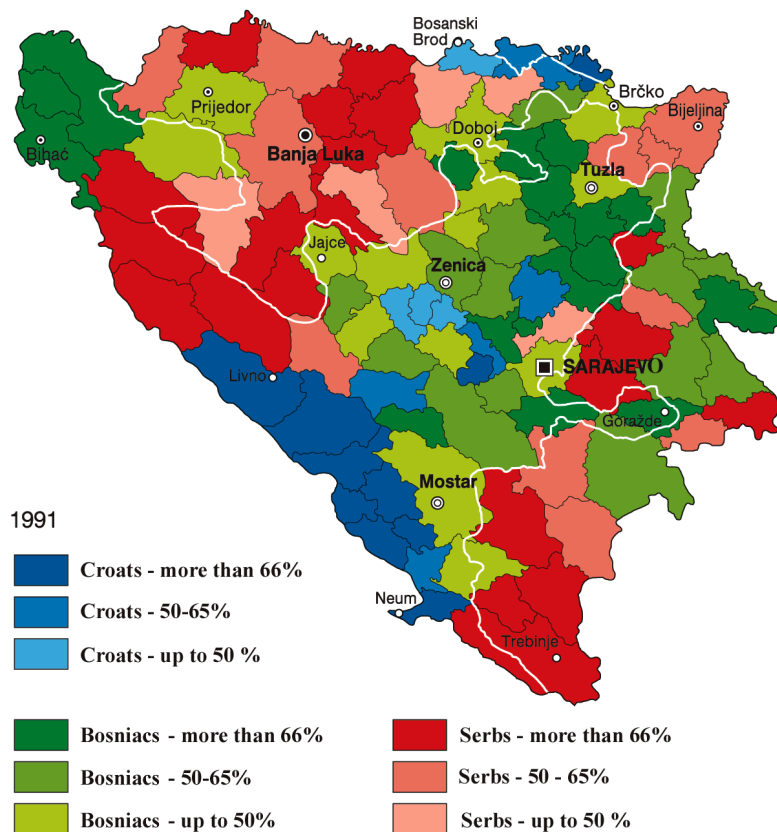 Bosanski
Brod
Brčko
Bijeljina
Prijedor
Doboj
Bihać
Banja Luka
Tuzla
Jajce
Zenica
SARAJEVO
Livno
Goražde
Mostar
1991
Croats - more than 66%
Croats - 50-65%
Neum
Croats - up to 50 %
Trebinje
Bosniacs - more than 66%
Serbs - more than 66%
Bosniacs - 50-65%
Serbs - 50 - 65%
Bosniacs - up to 50%
Serbs - up to 50 %